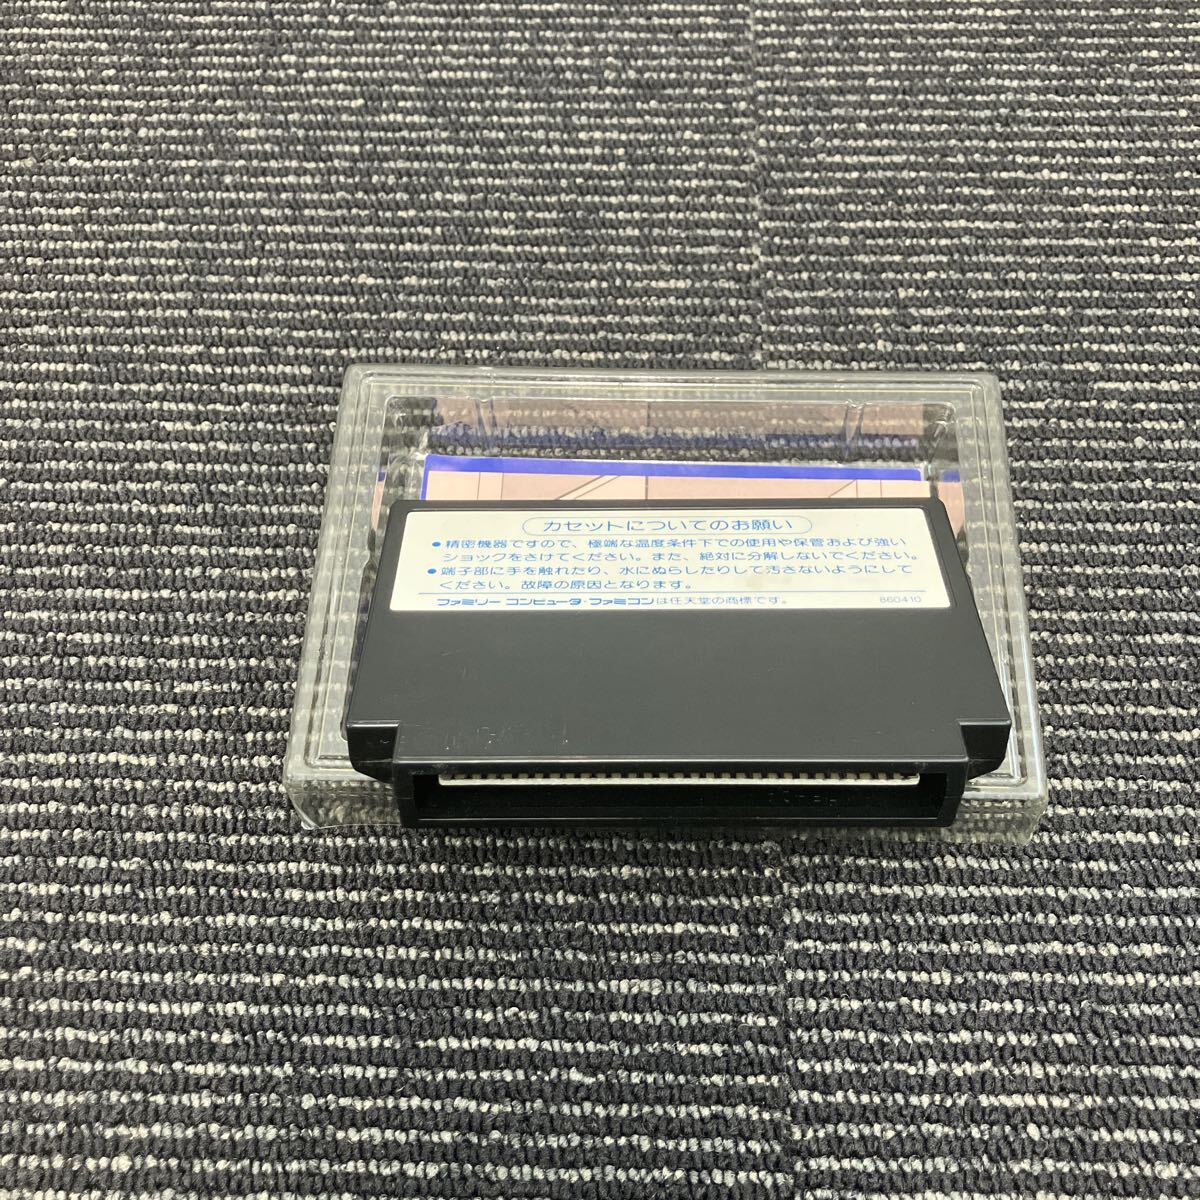 カセットについてのお願い
●精密機器ですので、極端な温度条件下での使用や保管および強い
ショックをさけてください。また、絶対に分解しないでください。
●端子部に手を触れたり、水にぬらしたりして汚さないようにして
ください。故障の原因となります。
ファミリーコンピュータ・ファミコンは任天堂の商標です。 860410